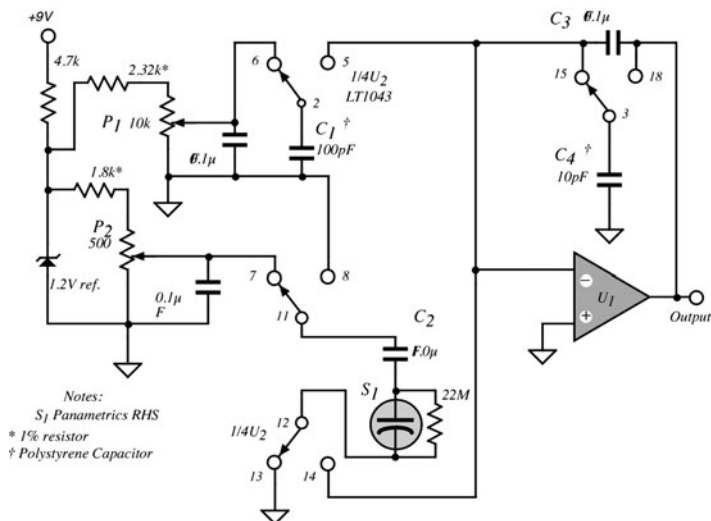 +9V
4.7k
2.32k*
P1 10k
0.1µ
6
5
1/4U2
LT1043
2
C1 †
100pF
C3
0.1µ
15
18
3
C4 †
10pF
1.8k*
P2
500
1.2V ref.
0.1µ
F
7
8
11
C2
1.0µ
S1
22M
1/4U2
12
13
14
U1
Output
Notes:
S1 Panametrics RHS
* 1% resistor
† Polystyrene Capacitor